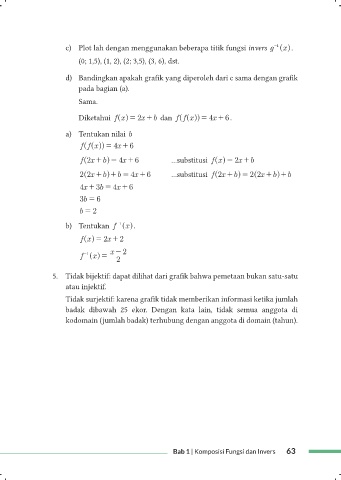 c) Plot lah dengan menggunakan beberapa titik fungsi invers g⁻¹(x).
(0; 1,5), (1, 2), (2; 3,5), (3, 6), dst.
d) Bandingkan apakah grafik yang diperoleh dari c sama dengan grafik
pada bagian (a).
Sama.
Diketahui f(x) = 2x + b dan f(f(x)) = 4x + 6.
a) Tentukan nilai b
f(f(x)) = 4x + 6
f(2x + b) = 4x + 6 ...substitusi f(x) = 2x + b
2(2x + b) + b = 4x + 6 ...substitusi f(2x + b) = 2(2x + b) + b
4x + 3b = 4x + 6
3b = 6
b = 2
b) Tentukan f⁻¹(x).
f(x) = 2x + 2
f⁻¹(x) = (x − 2)/2
5. Tidak bijektif: dapat dilihat dari grafik bahwa pemetaan bukan satu-satu
atau injektif.
Tidak surjektif: karena grafik tidak memberikan informasi ketika jumlah
badak dibawah 25 ekor. Dengan kata lain, tidak semua anggota di
kodomain (jumlah badak) terhubung dengan anggota di domain (tahun).
Bab 1 | Komposisi Fungsi dan Invers 63